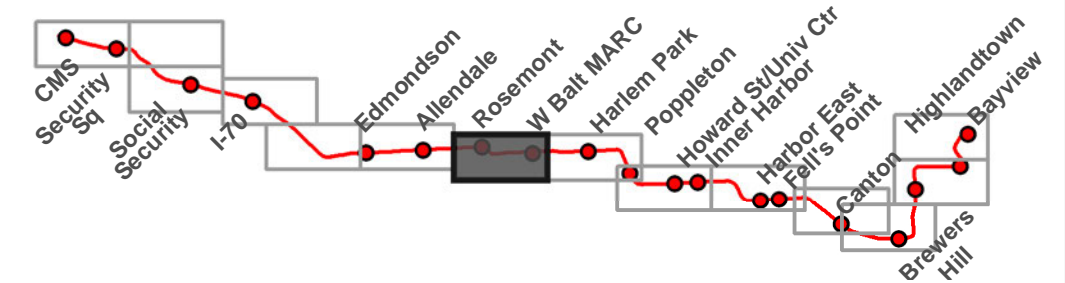 CMS
Security
Sq
Social
Security
I-70
Edmondson
Allendale
Rosemont
W Balt MARC
Harlem Park
Poppleton
Howard St/Univ Ctr
Inner Harbor
Harbor East
Fell's Point
Canton
Brewers
Hill
Highlandtown
Bayview